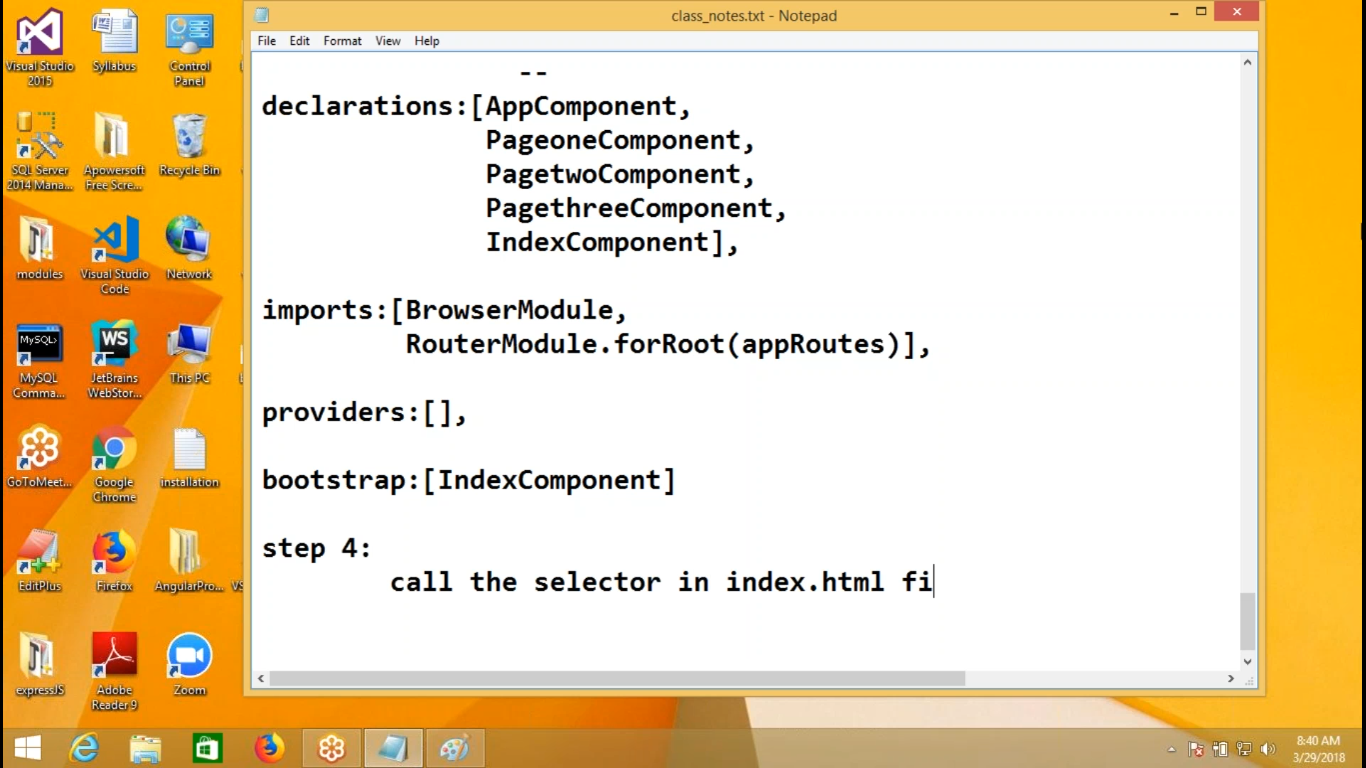 class_notes.txt - Notepad
File Edit Format View Help
--
declarations:[AppComponent,
PageoneComponent,
PagetwoComponent,
PagethreeComponent,
IndexComponent],
imports:[BrowserModule,
RouterModule.forRoot(appRoutes)],
providers:[],
bootstrap:[IndexComponent]
step 4:
call the selector in index.html fi
Visual Studio 2015
Syllabus
Control Panel
SQL Server 2014 Mana...
Apowersoft Free Scre...
Recycle Bin
modules
Visual Studio Code
Network
MySQL>
MySQL Comma...
WS
JetBrains WebStor...
This PC
GoToMeet...
Google Chrome
installation
EditPlus
Firefox
AngularPro...
VS
expressJS
Adobe Reader 9
Zoom
8:40 AM
3/29/2018